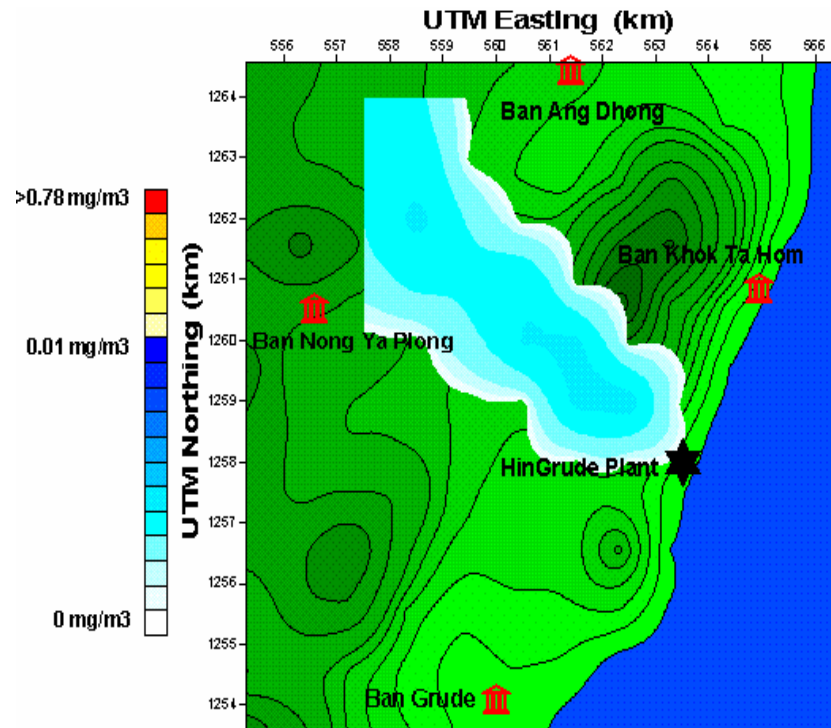 UTM Easting (km)
556 557 558 559 560 561 562 563 564 565 566
1264
1263
1262
1261
1260
1259
1258
1257
1256
1255
1254
UTM Northing (km)
>0.78 mg/m3
0.01 mg/m3
0 mg/m3
Ban Ang Dhong
Ban Khok Ta Hom
Ban Nong Ya Plong
HinGrude Plant
Ban Grude